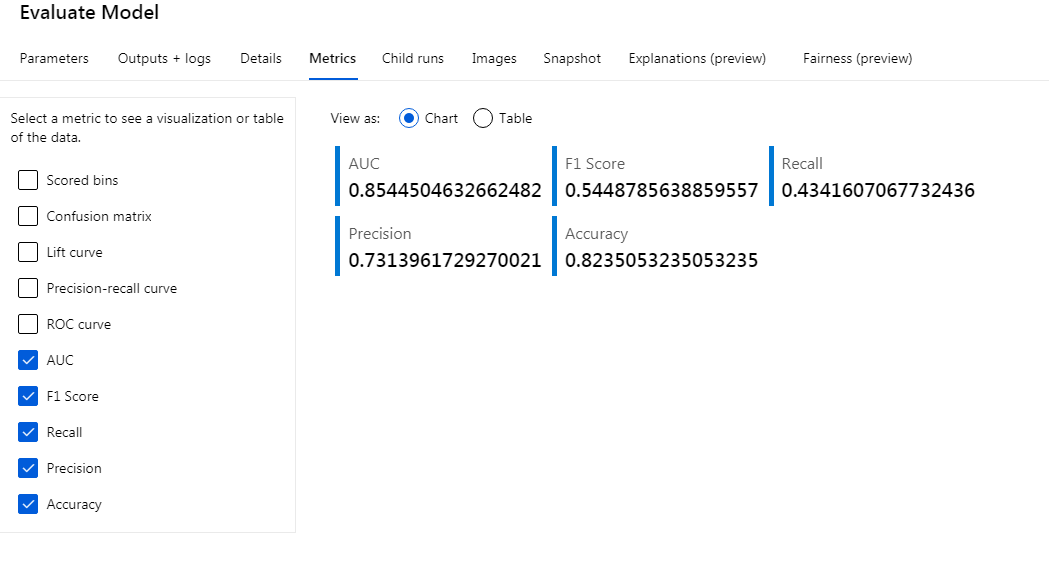 Evaluate Model
Parameters Outputs + logs Details Metrics Child runs Images Snapshot Explanations (preview) Fairness (preview)
Select a metric to see a visualization or table
of the data.
Scored bins
Confusion matrix
Lift curve
Precision-recall curve
ROC curve
AUC
F1 Score
Recall
Precision
Accuracy
View as: Chart Table
AUC
0.8544504632662482
F1 Score
0.5448785638859557
Recall
0.4341607067732436
Precision
0.7313961729270021
Accuracy
0.8235053235053235